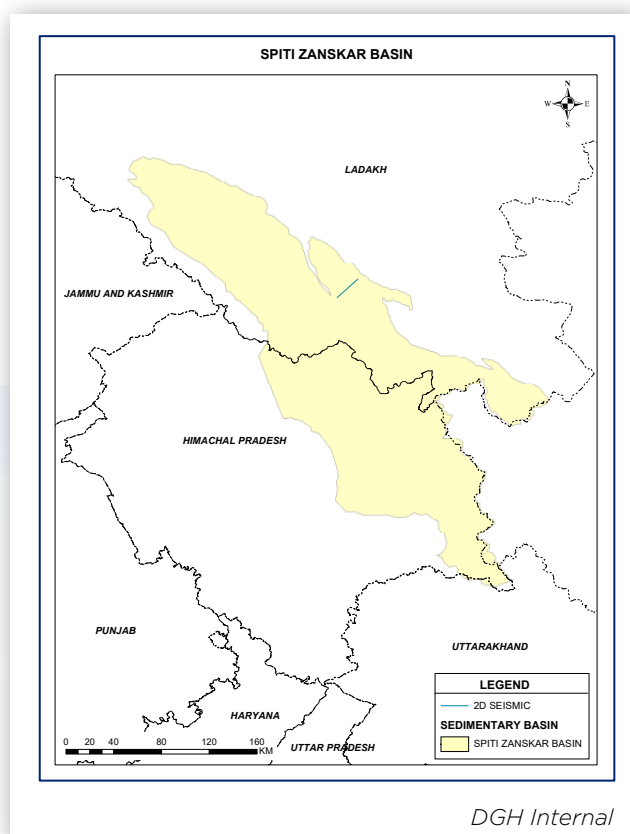 SPITI ZANSKAR BASIN
N
W E
S
LADAKH
JAMMU AND KASHMIR
HIMACHAL PRADESH
PUNJAB
UTTARAKHAND
HARYANA
UTTAR PRADESH
LEGEND
2D SEISMIC
SEDIMENTARY BASIN
SPITI ZANSKAR BASIN
0 20 40 80 120 160
KM
DGH Internal